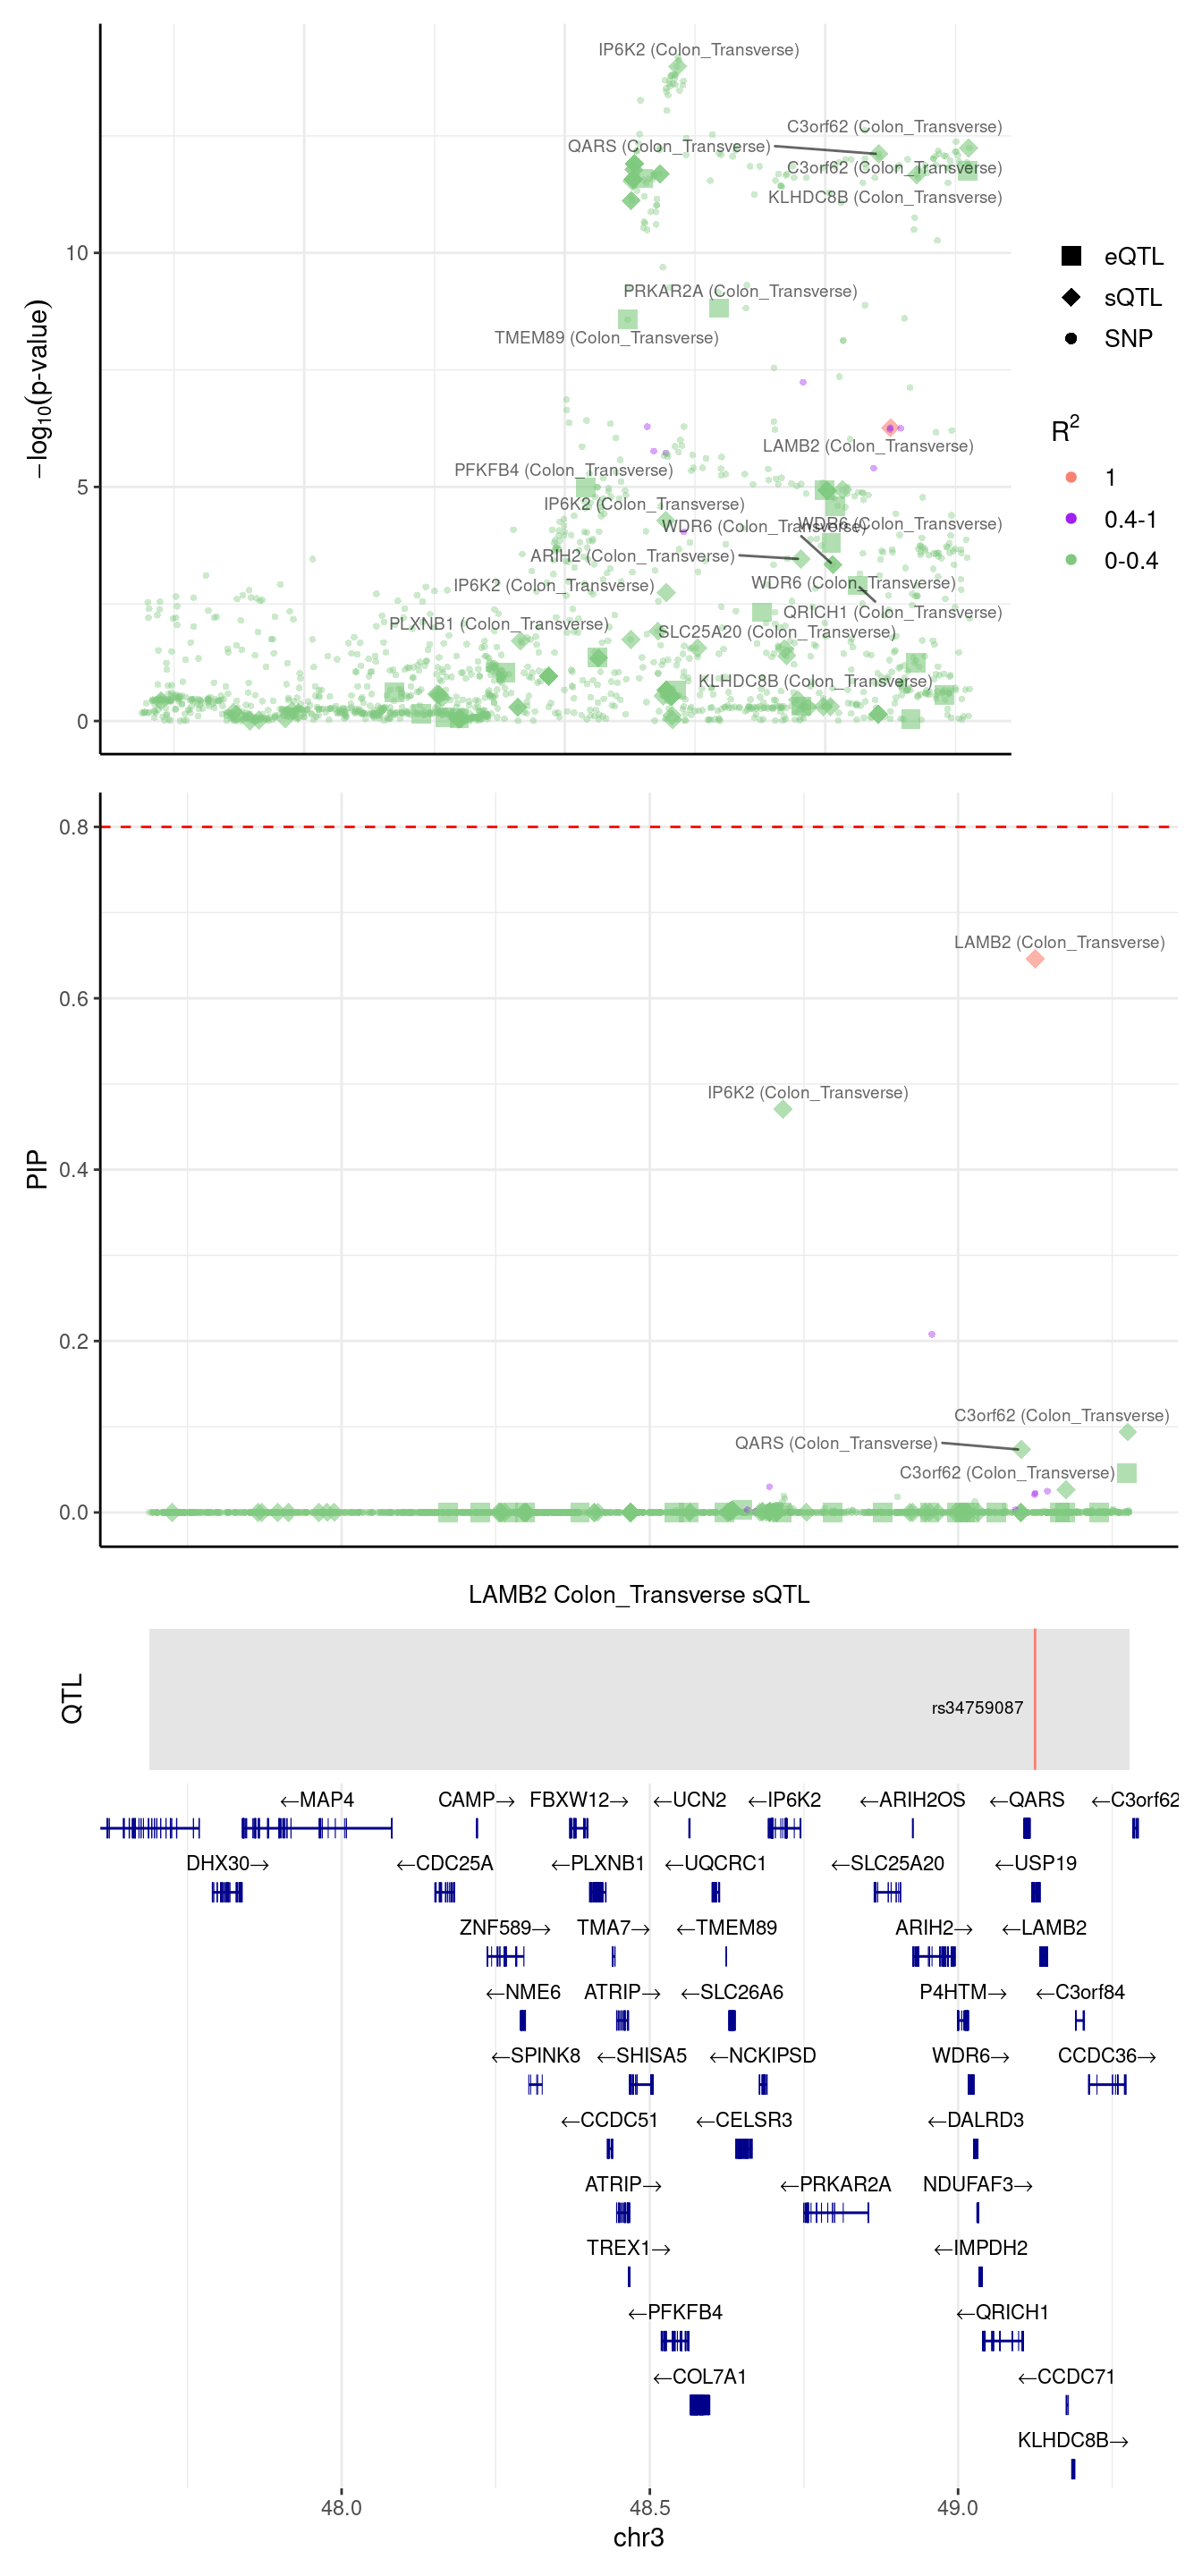 IP6K2 (Colon_Transverse)
C3orf62 (Colon_Transverse)
QARS (Colon_Transverse)
C3orf62 (Colon_Transverse)
KLHDC8B (Colon_Transverse)
PRKAR2A (Colon_Transverse)
TMEM89 (Colon_Transverse)
LAMB2 (Colon_Transverse)
PFKFB4 (Colon_Transverse)
IP6K2 (Colon_Transverse)
WDR6 (Colon_Transverse)
WDR6 (Colon_Transverse)
ARIH2 (Colon_Transverse)
IP6K2 (Colon_Transverse)
WDR6 (Colon_Transverse)
QRICH1 (Colon_Transverse)
PLXNB1 (Colon_Transverse)
SLC25A20 (Colon_Transverse)
KLHDC8B (Colon_Transverse)
10
5
0
−log10(p-value)
eQTL
sQTL
SNP
R2
1
0.4-1
0-0.4
0.8
0.6
0.4
0.2
0.0
PIP
LAMB2 (Colon_Transverse)
IP6K2 (Colon_Transverse)
C3orf62 (Colon_Transverse)
QARS (Colon_Transverse)
C3orf62 (Colon_Transverse)
LAMB2 Colon_Transverse sQTL
QTL
rs34759087
←MAP4 CAMP→ FBXW12→ ←UCN2 ←IP6K2 ←ARIH2OS ←QARS ←C3orf62
DHX30→ ←CDC25A ←PLXNB1 ←UQCRC1 ←SLC25A20 ←USP19
ZNF589→ TMA7→ ←TMEM89 ARIH2→ ←LAMB2
←NME6 ATRIP→ ←SLC26A6 P4HTM→ ←C3orf84
←SPINK8 ←SHISA5 ←NCKIPSD WDR6→ CCDC36→
←CCDC51 ←CELSR3 ←DALRD3
ATRIP→ ←PRKAR2A NDUFAF3→
TREX1→ ←IMPDH2
←PFKFB4 ←QRICH1
←COL7A1 ←CCDC71
KLHDC8B→
48.0 48.5 49.0
chr3